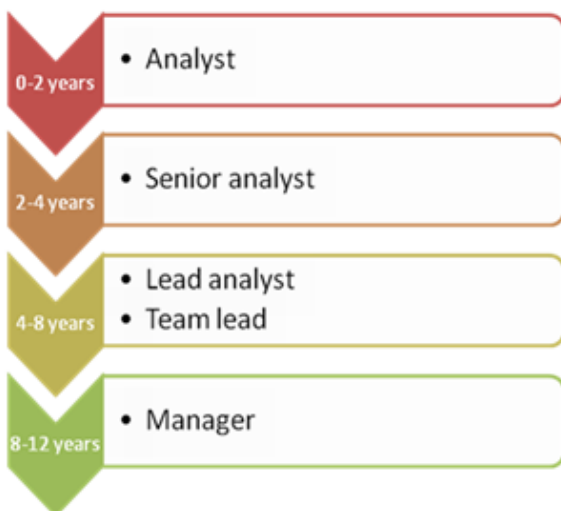 0-2 years
• Analyst
2-4 years
• Senior analyst
4-8 years
• Lead analyst
• Team lead
8-12 years
• Manager